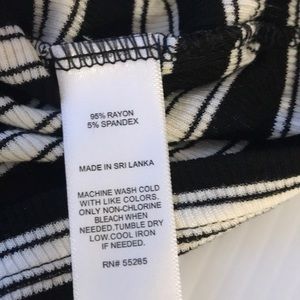 95% RAYON
5% SPANDEX
MADE IN SRI LANKA
MACHINE WASH COLD
WITH LIKE COLORS.
ONLY NON-CHLORINE
BLEACH WHEN
NEEDED.TUMBLE DRY
LOW.COOL IRON
IF NEEDED.
RN# 55285